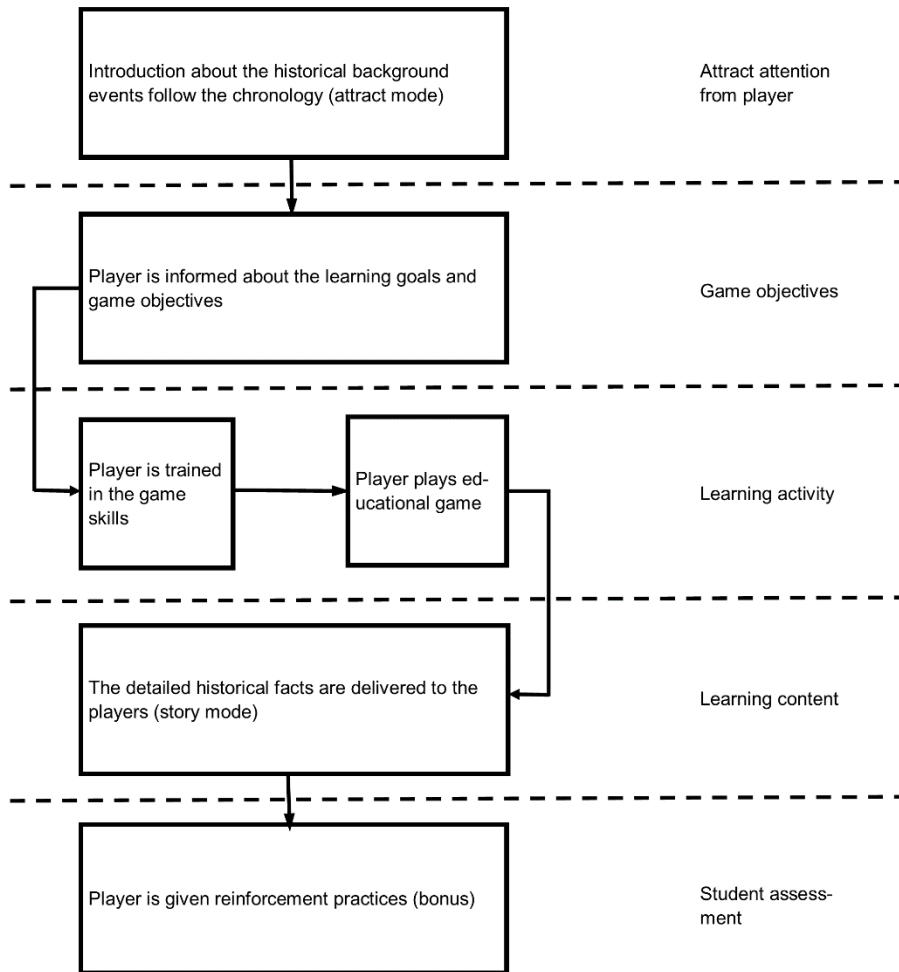 Introduction about the historical background
events follow the chronology (attract mode)
Attract attention
from player
Player is informed about the learning goals and
game objectives
Game objectives
Player is trained
in the game
skills
Player plays ed-
ucational game
Learning activity
The detailed historical facts are delivered to the
players (story mode)
Learning content
Player is given reinforcement practices (bonus)
Student assess-
ment